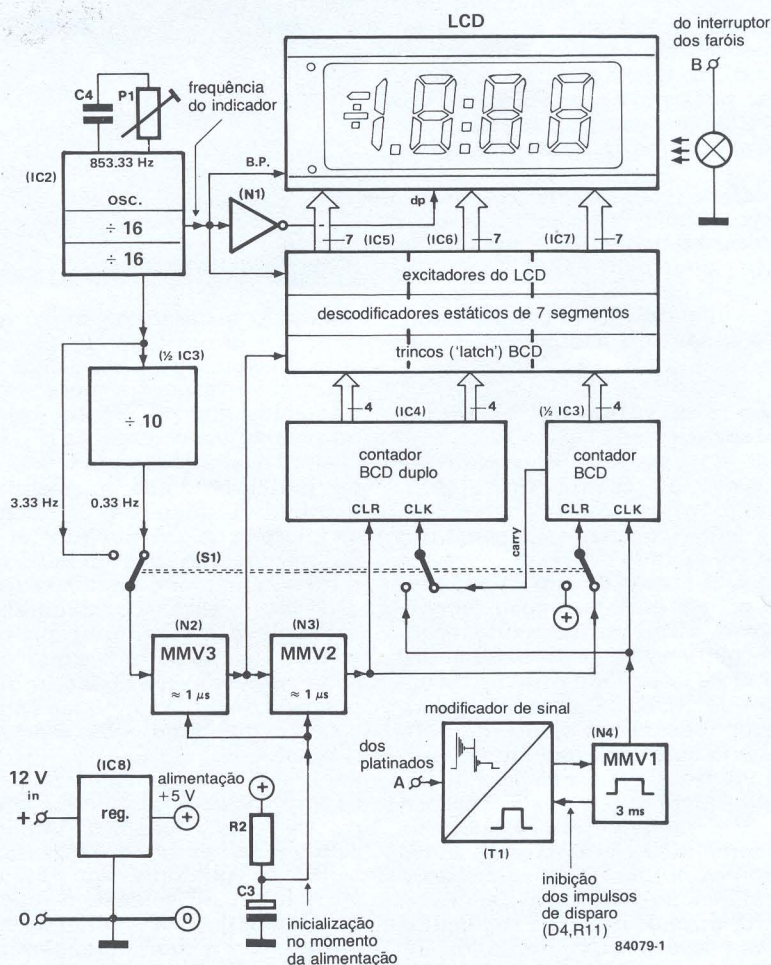 LCD
do interruptor
dos faróis
B
C4
P1
frequência
do indicador
853.33 Hz
(IC2)
OSC.
÷ 16
÷ 16
B.P.
(N1)
dp
7
(IC5)
(IC6)
7
(IC7)
7
excitadores do LCD
descodificadores estáticos de 7 segmentos
trincos ('latch') BCD
(½ IC3)
÷ 10
4
(IC4)
4
(½ IC3)
4
contador
BCD duplo
CLR
CLK
contador
BCD
CLR
CLK
3.33 Hz
0.33 Hz
carry
(S1)
+
(N2)
MMV3
≈ 1 µs
(N3)
MMV2
≈ 1 µs
modificador de sinal
dos
platinados
A
(T1)
(N4)
MMV1
3 ms
12 V
in
+
(IC8)
reg.
alimentação
+5 V
+
0
0
+
R2
C3
inicialização
no momento
da alimentação
inibição
dos impulsos
de disparo
(D4,R11)
84079-1